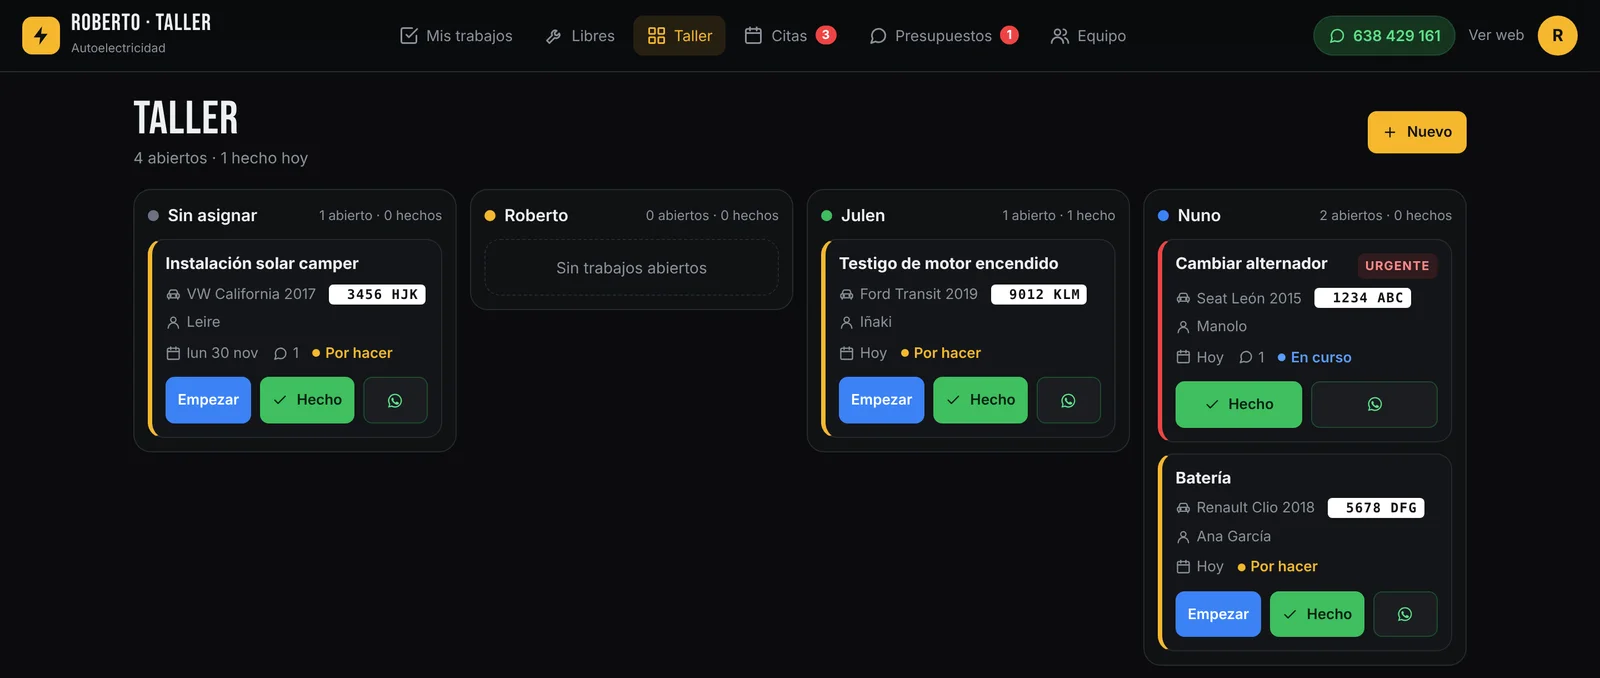 ROBERTO · TALLER
Autoelectricidad
Mis trabajos
Libres
Taller
Citas 3
Presupuestos 1
Equipo
638 429 161
Ver web
R
TALLER
4 abiertos · 1 hecho hoy
+ Nuevo
Sin asignar
1 abierto · 0 hechos
Instalación solar camper
VW California 2017 3456 HJK
Leire
lun 30 nov 1 Por hacer
Empezar
Hecho
Roberto
0 abiertos · 0 hechos
Sin trabajos abiertos
Julen
1 abierto · 1 hecho
Testigo de motor encendido
Ford Transit 2019 9012 KLM
Iñaki
Hoy Por hacer
Empezar
Hecho
Nuno
2 abiertos · 0 hechos
Cambiar alternador URGENTE
Seat León 2015 1234 ABC
Manolo
Hoy 1 En curso
Hecho
Batería
Renault Clio 2018 5678 DFG
Ana García
Hoy Por hacer
Empezar
Hecho